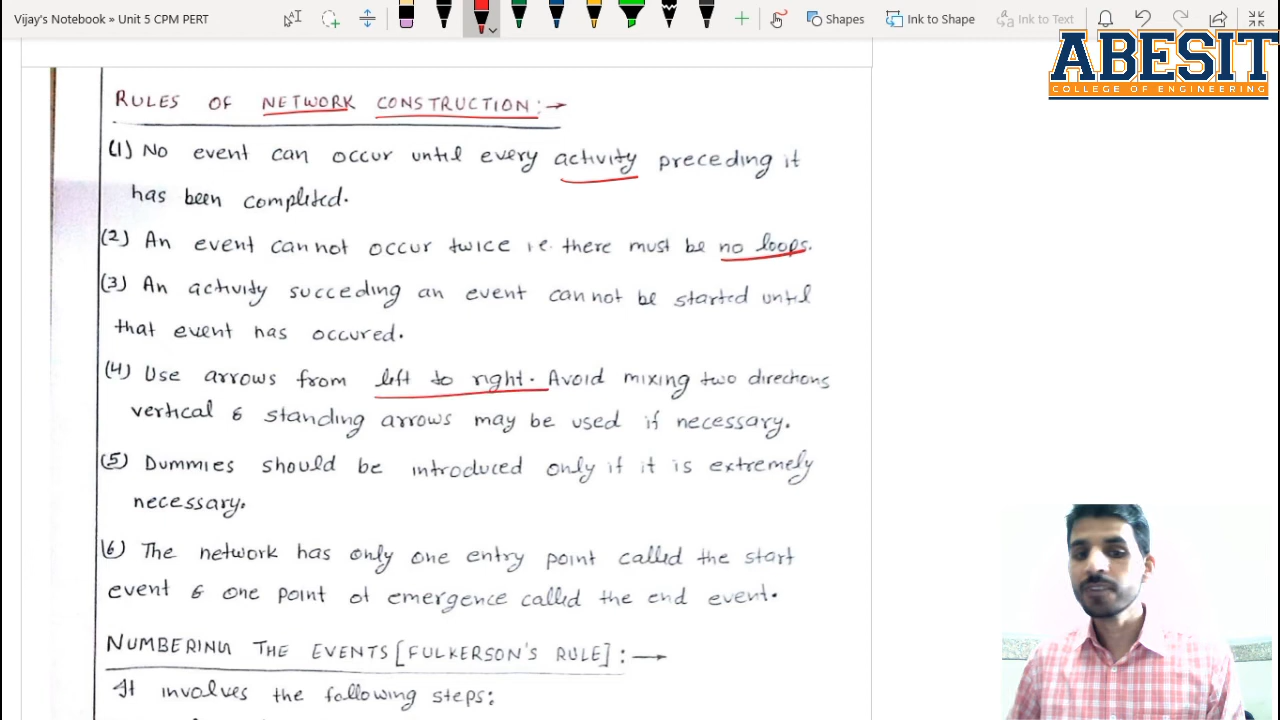 Vijay's Notebook » Unit 5 CPM PERT
Shapes
Ink to Shape
Ink to Text
ABESIT
COLLEGE OF ENGINEERING
RULES OF NETWORK CONSTRUCTION:→
(1) No event can occur until every activity preceding it
has been completed.
(2) An event cannot occur twice i.e. there must be no loops.
(3) An activity succeding an event cannot be started until
that event has occured.
(4) Use arrows from left to right. Avoid mixing two directions
vertical & standing arrows may be used if necessary.
(5) Dummies should be introduced only if it is extremely
necessary.
(6) The network has only one entry point called the start
event & one point of emergence called the end event.
NUMBERING THE EVENTS [FULKERSON'S RULE]:→
It involves the following steps: